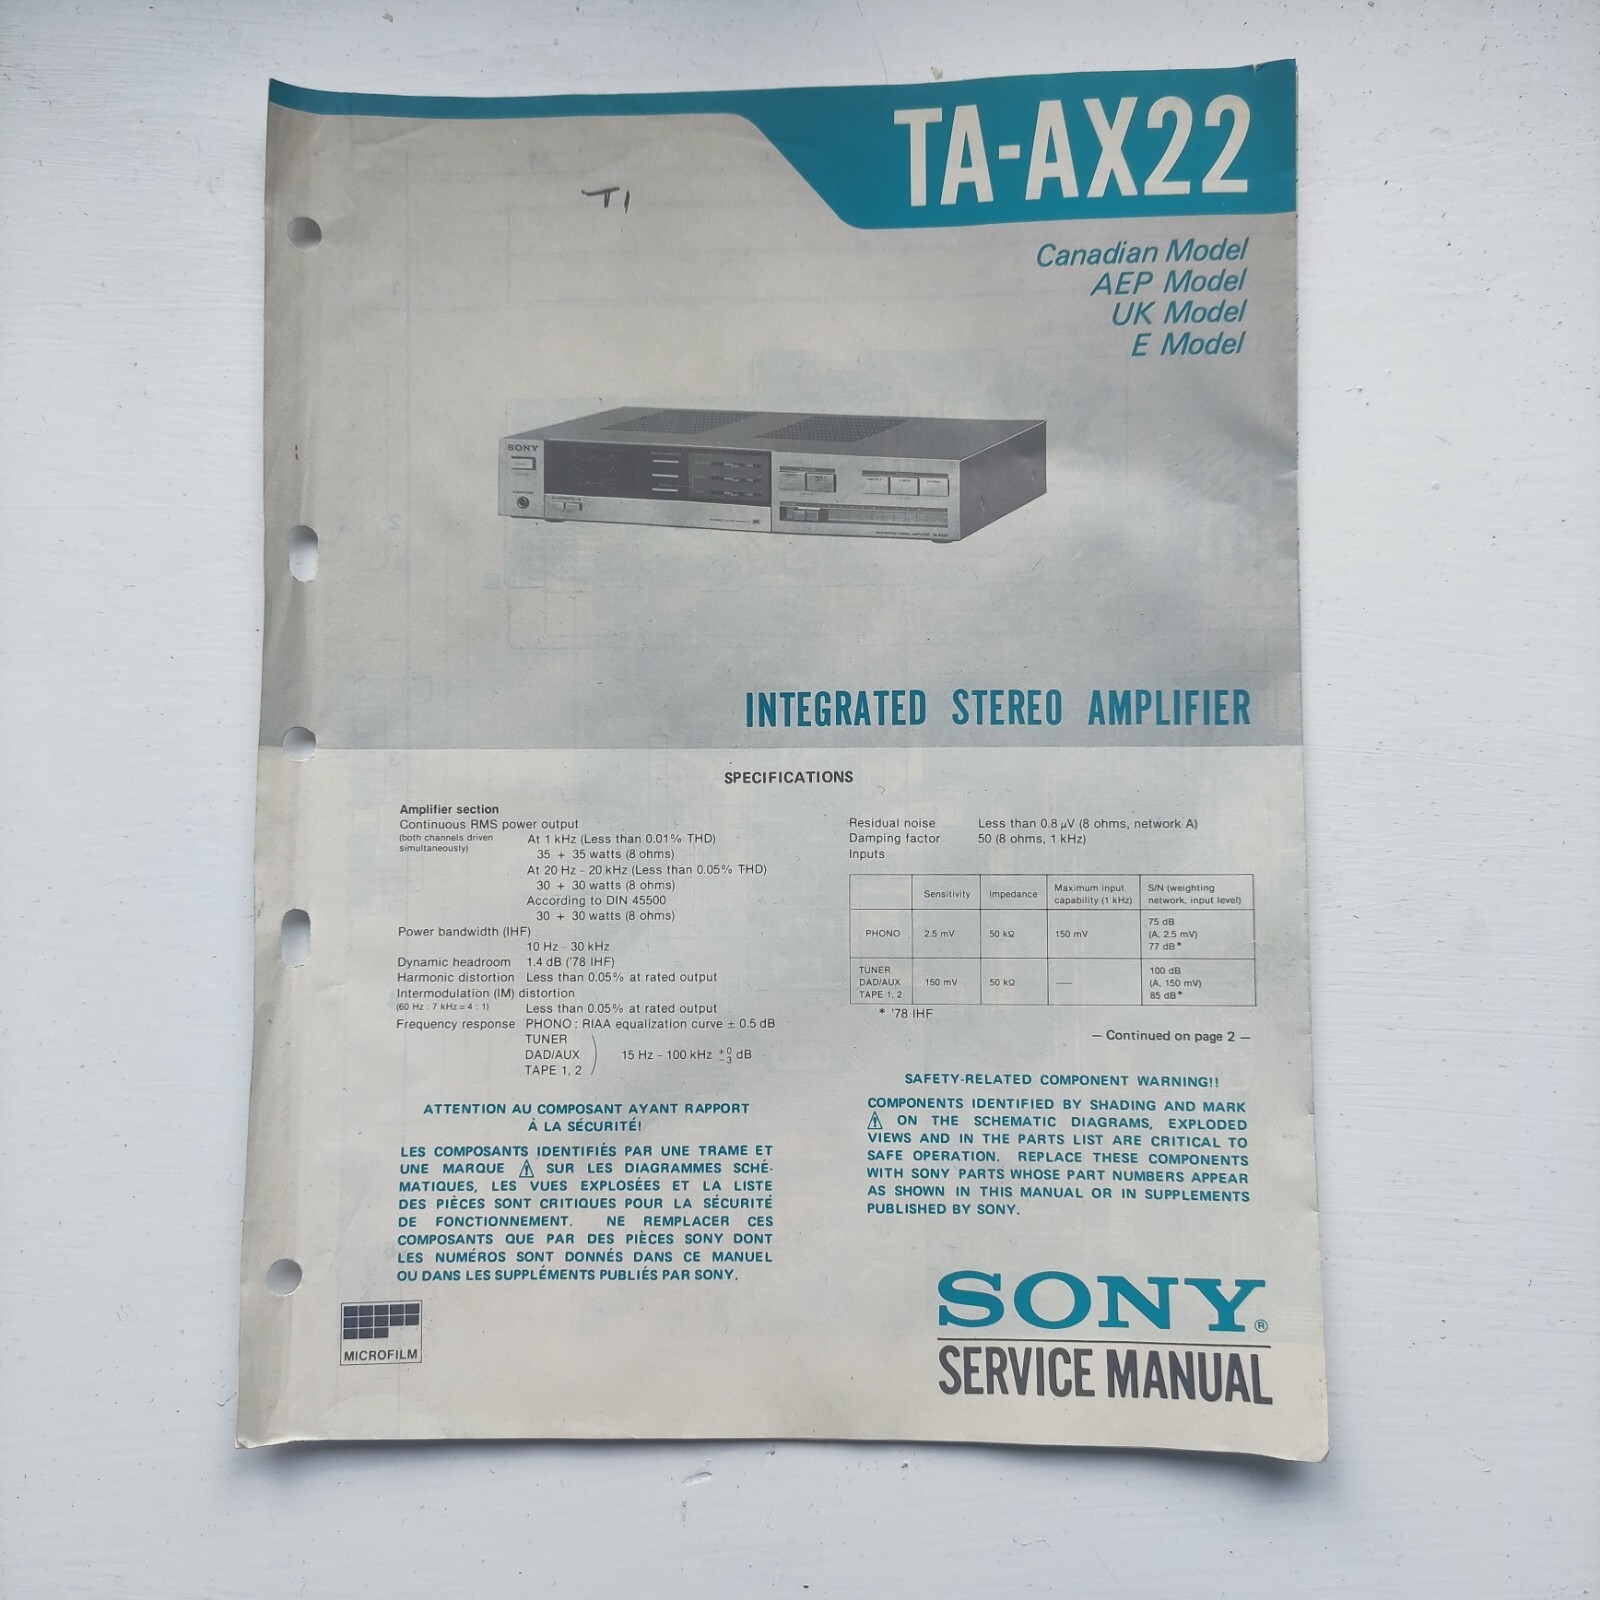 TA-AX22
T1
Canadian Model
AEP Model
UK Model
E Model
SONY
INTEGRATED STEREO AMPLIFIER
SPECIFICATIONS
Amplifier section
Continuous RMS power output
(both channels driven simultaneously)
At 1 kHz (Less than 0.01% THD)
35 + 35 watts (8 ohms)
At 20 Hz - 20 kHz (Less than 0.05% THD)
30 + 30 watts (8 ohms)
According to DIN 45500
30 + 30 watts (8 ohms)
Power bandwidth (IHF)
10 Hz - 30 kHz
Dynamic headroom 1.4 dB ('78 IHF)
Harmonic distortion Less than 0.05% at rated output
Intermodulation (IM) distortion
(60 Hz : 7 kHz = 4 : 1) Less than 0.05% at rated output
Frequency response PHONO : RIAA equalization curve ± 0.5 dB
TUNER
DAD/AUX 15 Hz - 100 kHz +0 -3 dB
TAPE 1, 2
Residual noise Less than 0.8 μV (8 ohms, network A)
Damping factor 50 (8 ohms, 1 kHz)
Inputs
Sensitivity Impedance Maximum input capability (1 kHz) S/N (weighting network, input level)
PHONO 2.5 mV 50 kΩ 150 mV 75 dB (A. 2.5 mV) 77 dB*
TUNER DAD/AUX TAPE 1, 2 150 mV 50 kΩ — 100 dB (A, 150 mV) 85 dB*
* '78 IHF
— Continued on page 2 —
ATTENTION AU COMPOSANT AYANT RAPPORT
À LA SÉCURITÉ!
LES COMPOSANTS IDENTIFIÉS PAR UNE TRAME ET
UNE MARQUE ⚠ SUR LES DIAGRAMMES SCHÉ-
MATIQUES, LES VUES EXPLOSÉES ET LA LISTE
DES PIÈCES SONT CRITIQUES POUR LA SÉCURITÉ
DE FONCTIONNEMENT. NE REMPLACER CES
COMPOSANTS QUE PAR DES PIÈCES SONY DONT
LES NUMÉROS SONT DONNÉS DANS CE MANUEL
OU DANS LES SUPPLÉMENTS PUBLIÉS PAR SONY.
SAFETY-RELATED COMPONENT WARNING!!
COMPONENTS IDENTIFIED BY SHADING AND MARK
⚠ ON THE SCHEMATIC DIAGRAMS, EXPLODED
VIEWS AND IN THE PARTS LIST ARE CRITICAL TO
SAFE OPERATION. REPLACE THESE COMPONENTS
WITH SONY PARTS WHOSE PART NUMBERS APPEAR
AS SHOWN IN THIS MANUAL OR IN SUPPLEMENTS
PUBLISHED BY SONY.
MICROFILM
SONY®
SERVICE MANUAL